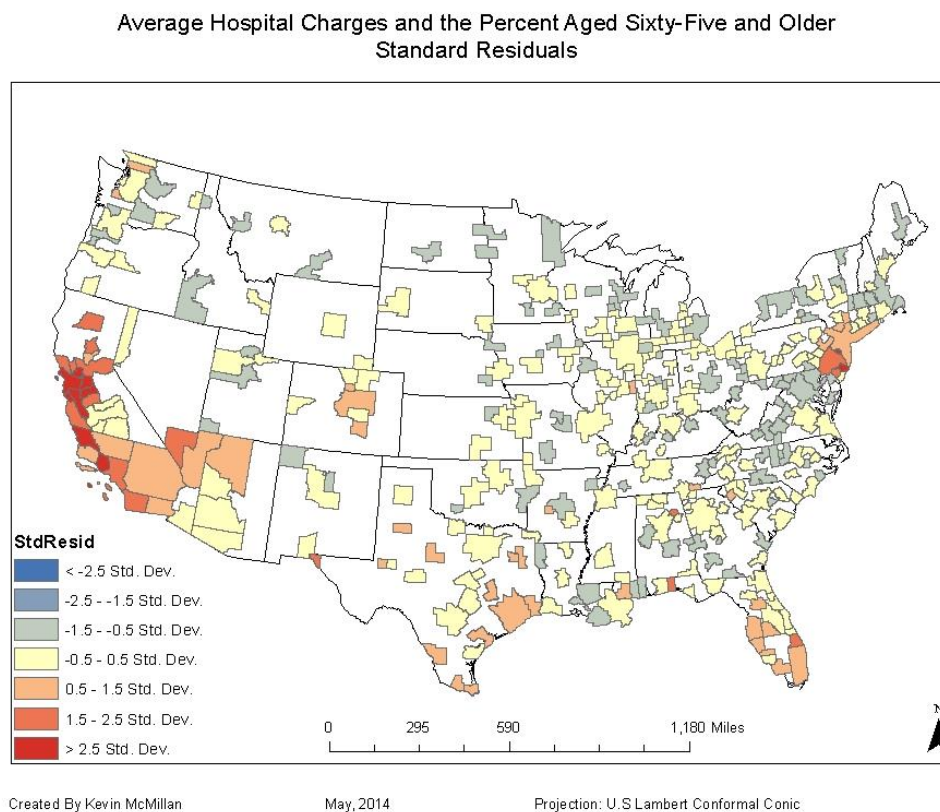 Average Hospital Charges and the Percent Aged Sixty-Five and Older
Standard Residuals
StdResid
< -2.5 Std. Dev.
-2.5 - -1.5 Std. Dev.
-1.5 - -0.5 Std. Dev.
-0.5 - 0.5 Std. Dev.
0.5 - 1.5 Std. Dev.
1.5 - 2.5 Std. Dev.
> 2.5 Std. Dev.
0 295 590 1,180 Miles
N
Created By Kevin McMillan May, 2014 Projection: U.S Lambert Conformal Conic